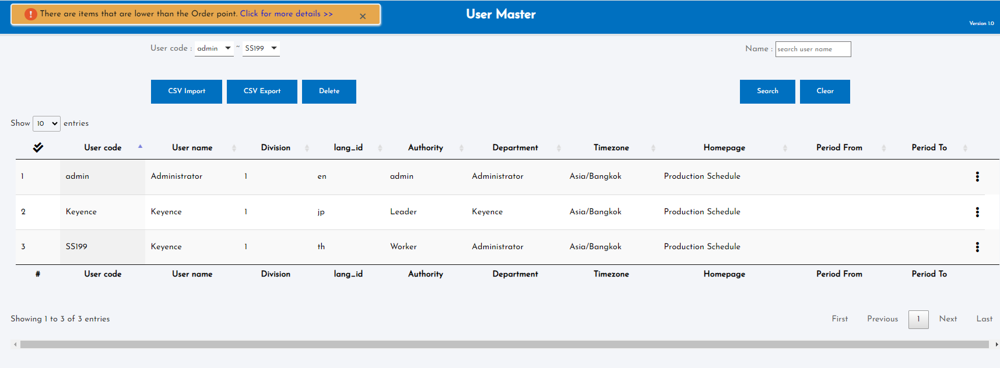 There are items that are lower than the Order point. Click for more details >> ×
User Master
Version 1.0
User code : admin ~ SS199
Name : search user name
CSV Import CSV Export Delete Search Clear
Show 10 entries
User code User name Division lang_id Authority Department Timezone Homepage Period From Period To
1 admin Administrator 1 en admin Administrator Asia/Bangkok Production Schedule
2 Keyence Keyence 1 jp Leader Keyence Asia/Bangkok Production Schedule
3 SS199 Keyence 1 th Worker Administrator Asia/Bangkok Production Schedule
# User code User name Division lang_id Authority Department Timezone Homepage Period From Period To
Showing 1 to 3 of 3 entries
First Previous 1 Next Last